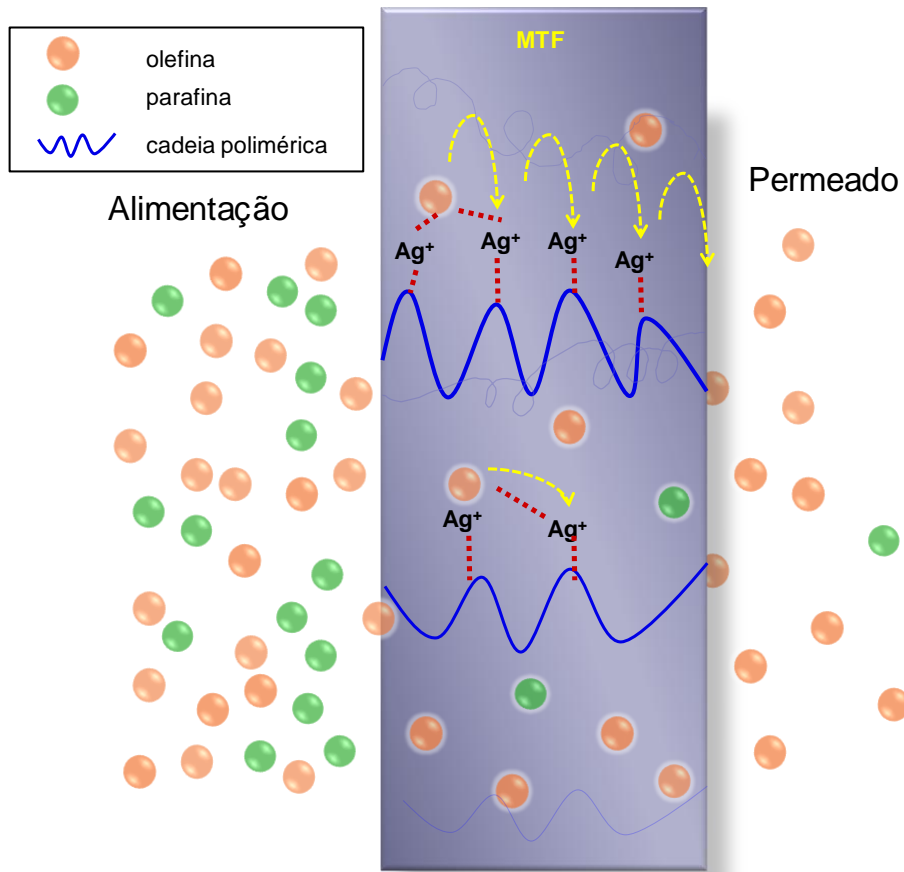 MTF
olefina
parafina
cadeia polimérica
Alimentação
Permeado
Ag⁺
Ag⁺
Ag⁺
Ag⁺
Ag⁺
Ag⁺